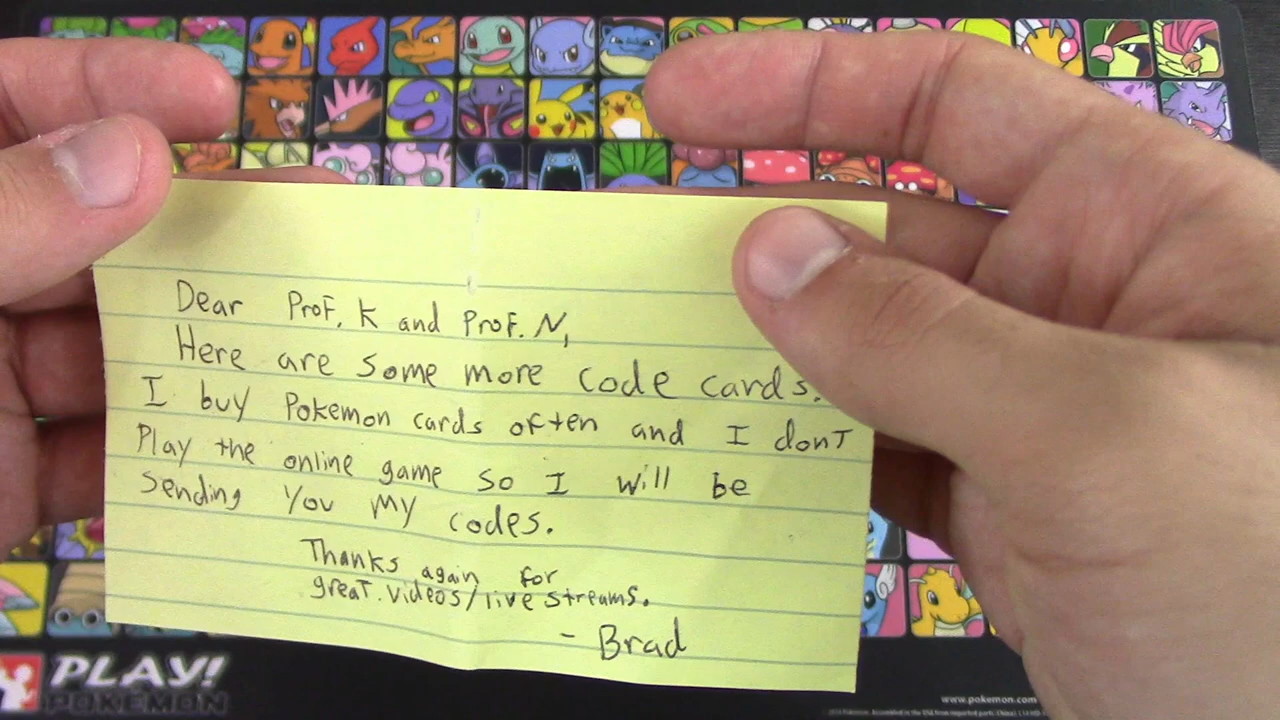 Dear Prof. K and Prof. N,
Here are some more code cards.
I buy Pokemon cards often and I dont
Play the online game so I will be
sending you my codes.
Thanks again for
great videos/live streams.
- Brad
PLAY!
POKÉMON
www.pokemon.com